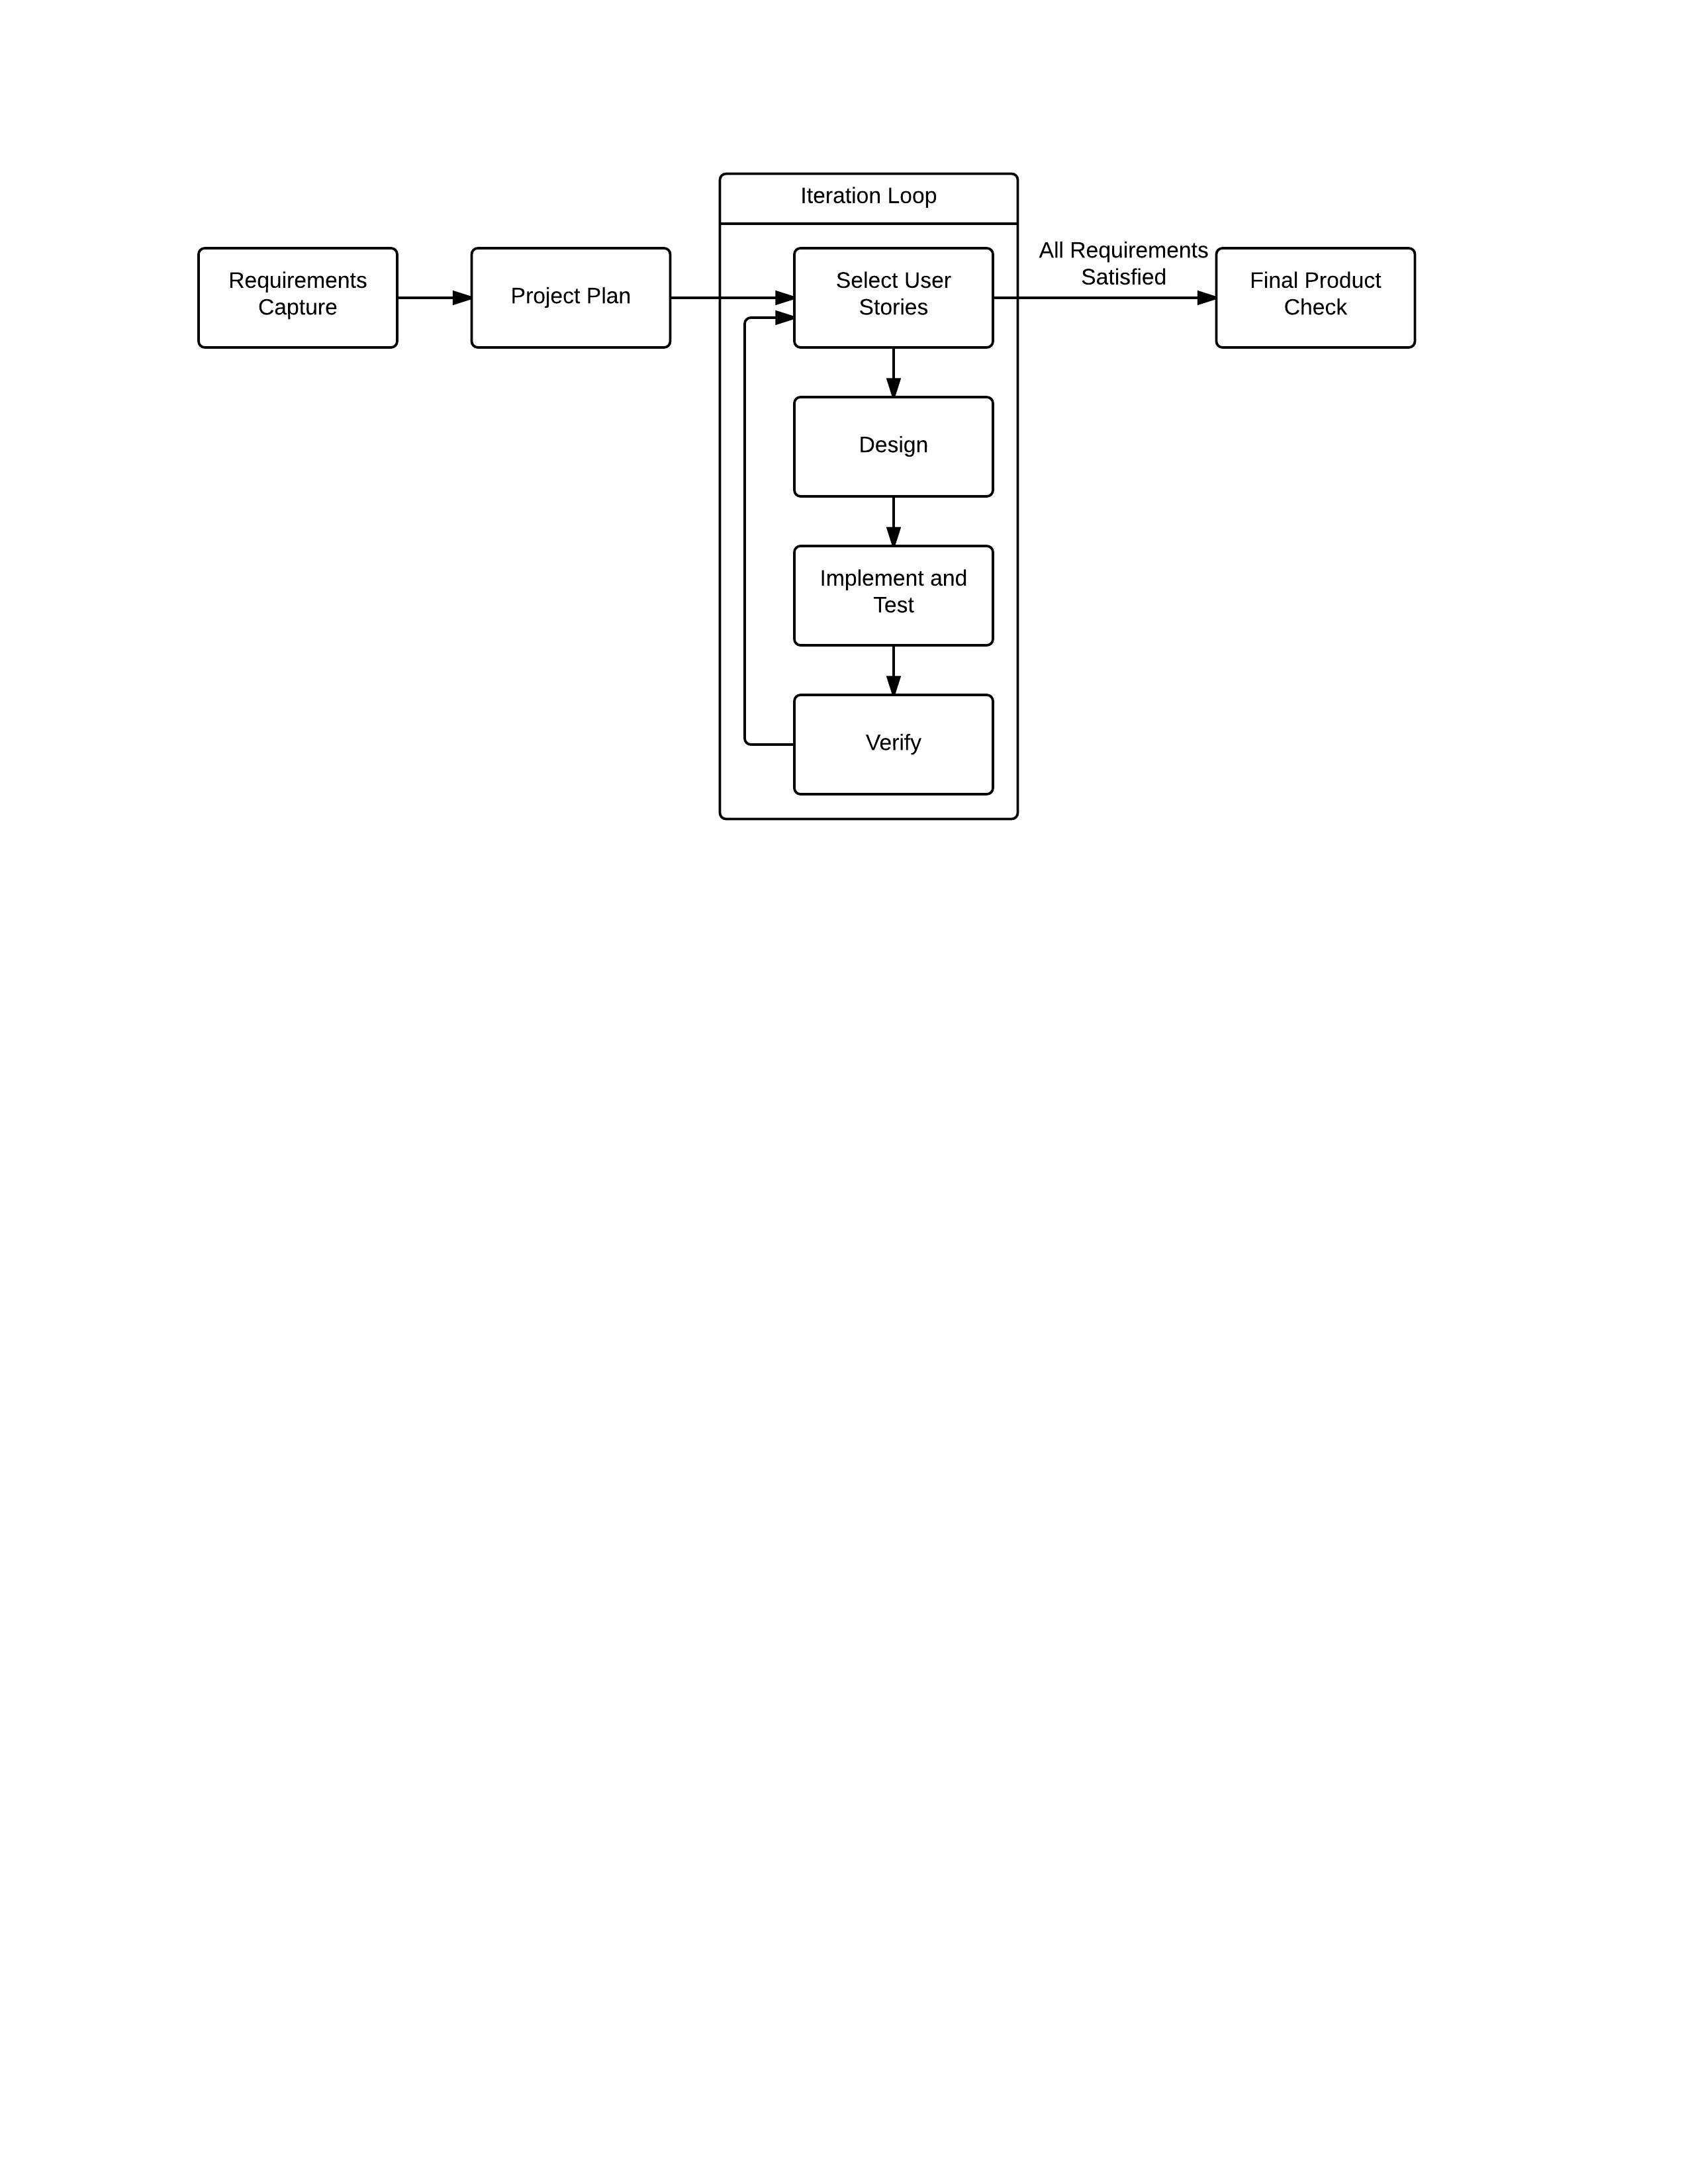 Iteration Loop
Requirements
Capture
Project Plan
Select User
Stories
All Requirements
Satisfied
Final Product
Check
Design
Implement and
Test
Verify